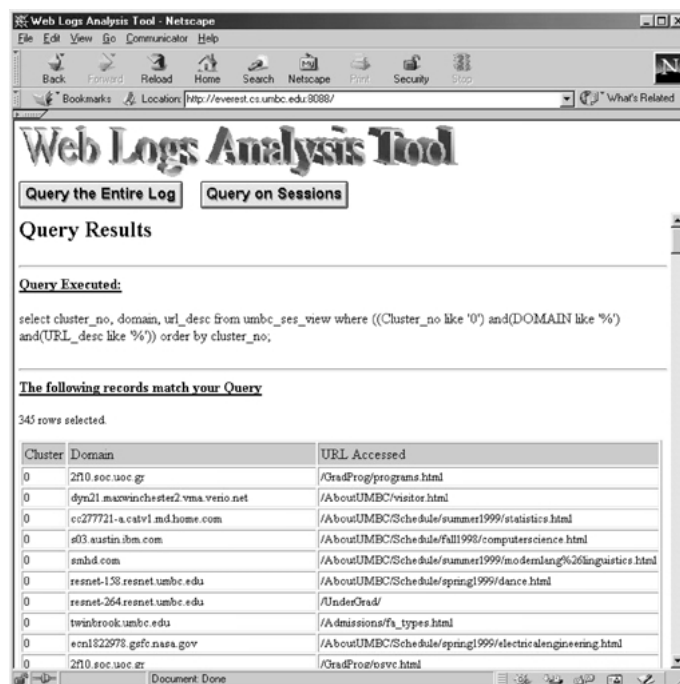 Web Logs Analysis Tool - Netscape
File Edit View Go Communicator Help
Back Forward Reload Home Search Netscape Print Security Stop
Bookmarks Location: http://everest.cs.umbc.edu:8088/ What's Related
Web Logs Analysis Tool
Query the Entire Log Query on Sessions
Query Results
Query Executed:
select cluster_no, domain, url_desc from umbc_ses_view where ((Cluster_no like '0') and(DOMAIN like '%')
and(URL_desc like '%')) order by cluster_no;
The following records match your Query
345 rows selected.
Cluster Domain URL Accessed
0 2f10.soc.uoc.gr /GradProg/programs.html
0 dyn21.maxwinchester2.vma.verio.net /AboutUMBC/visitor.html
0 cc277721-a.catv1.md.home.com /AboutUMBC/Schedule/summer1999/statistics.html
0 s03.austin.ibm.com /AboutUMBC/Schedule/fall1998/computerscience.html
0 smhd.com /AboutUMBC/Schedule/summer1999/modernlang%26linguistics.html
0 resnet-158.resnet.umbc.edu /AboutUMBC/Schedule/spring1999/dance.html
0 resnet-264.resnet.umbc.edu /UnderGrad/
0 twinbrook.umbc.edu /Admissions/fa_types.html
0 ecn1822978.gsfc.nasa.gov /AboutUMBC/Schedule/spring1999/electricalengineering.html
0 2f10.soc.uoc.gr /GradProg/psyc.html
Document: Done